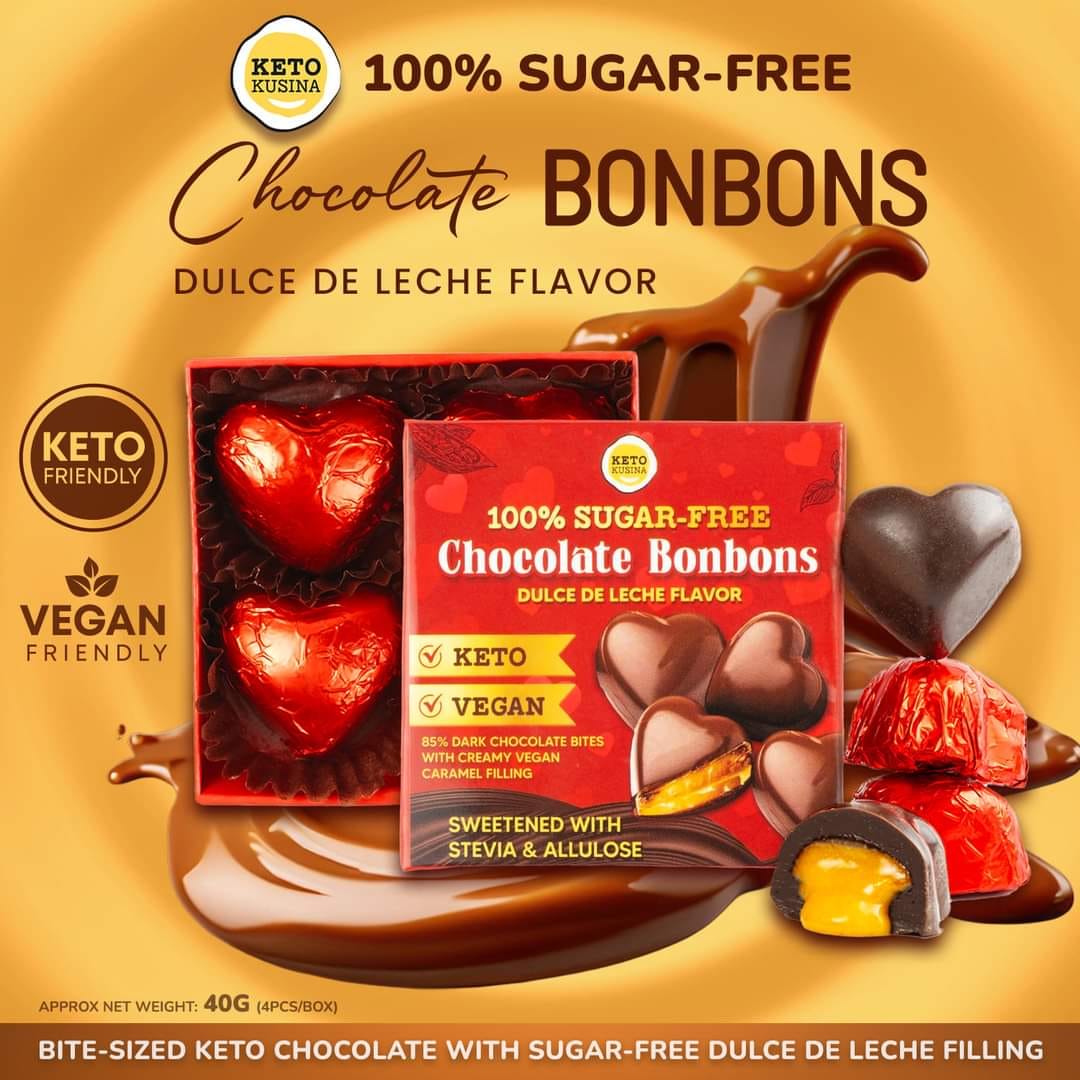 KETO
KUSINA
100% SUGAR-FREE
Chocolate BONBONS
DULCE DE LECHE FLAVOR
KETO
FRIENDLY
VEGAN
FRIENDLY
KETO
KUSINA
100% SUGAR-FREE
Chocolate Bonbons
DULCE DE LECHE FLAVOR
KETO
VEGAN
85% DARK CHOCOLATE BITES
WITH CREAMY VEGAN
CARAMEL FILLING
SWEETENED WITH
STEVIA & ALLULOSE
APPROX NET WEIGHT: 40G (4PCS/BOX)
BITE-SIZED KETO CHOCOLATE WITH SUGAR-FREE DULCE DE LECHE FILLING